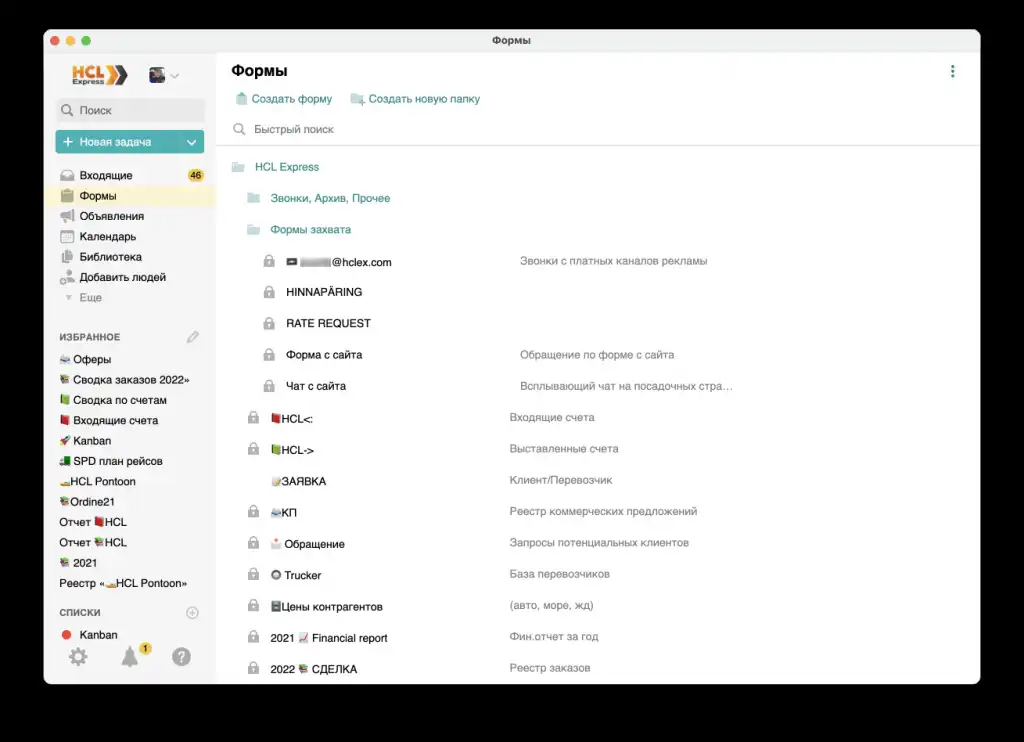 Формы
HCL
Express
Поиск
+ Новая задача
Входящие 46
Формы
Объявления
Календарь
Библиотека
Добавить людей
Еще
ИЗБРАННОЕ
Оферы
Сводка заказов 2022»
Сводка по счетам
Входящие счета
Kanban
SPD план рейсов
HCL Pontoon
Ordine21
Отчет HCL
Отчет HCL
2021
Реестр «HCL Pontoon»
СПИСКИ
Kanban
1
?
Формы
Создать форму Создать новую папку
Быстрый поиск
HCL Express
Звонки, Архив, Прочее
Формы захвата
@hclex.com Звонки с платных каналов рекламы
HINNAPÄRING
RATE REQUEST
Форма с сайта Обращение по форме с сайта
Чат с сайта Всплывающий чат на посадочных стра…
HCL<: Входящие счета
HCL-> Выставленные счета
ЗАЯВКА Клиент/Перевозчик
КП Реестр коммерческих предложений
Обращение Запросы потенциальных клиентов
Trucker База перевозчиков
Цены контрагентов (авто, море, жд)
2021 Financial report Фин.отчет за год
2022 СДЕЛКА Реестр заказов